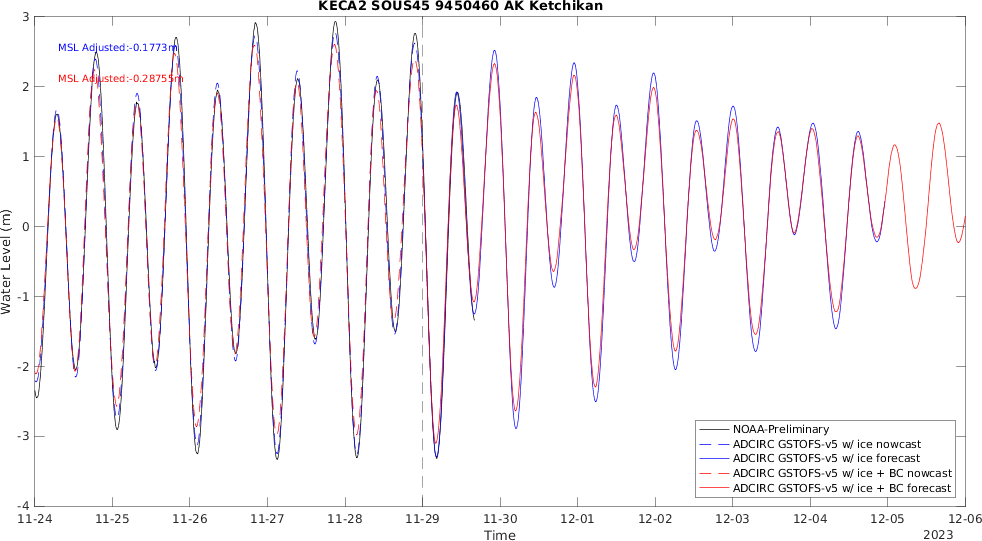 KECA2 SOUS45 9450460 AK Ketchikan
MSL Adjusted:-0.1773m
MSL Adjusted:-0.28755m
Water Level (m)
3
2
1
0
-1
-2
-3
-4
NOAA-Preliminary
ADCIRC GSTOFS-v5 w/ ice nowcast
ADCIRC GSTOFS-v5 w/ ice forecast
ADCIRC GSTOFS-v5 w/ ice + BC nowcast
ADCIRC GSTOFS-v5 w/ ice + BC forecast
11-24 11-25 11-26 11-27 11-28 11-29 11-30 12-01 12-02 12-03 12-04 12-05 12-06
Time
2023